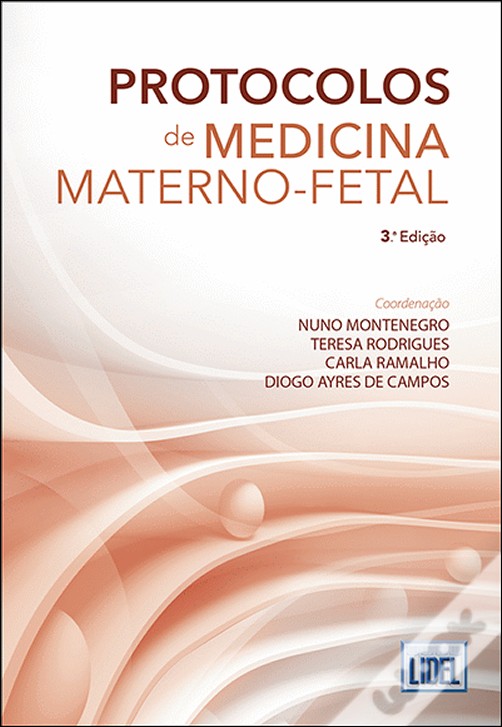 PROTOCOLOS
de MEDICINA
MATERNO-FETAL
3.ª Edição
Coordenação
NUNO MONTENEGRO
TERESA RODRIGUES
CARLA RAMALHO
DIOGO AYRES DE CAMPOS
LIDEL